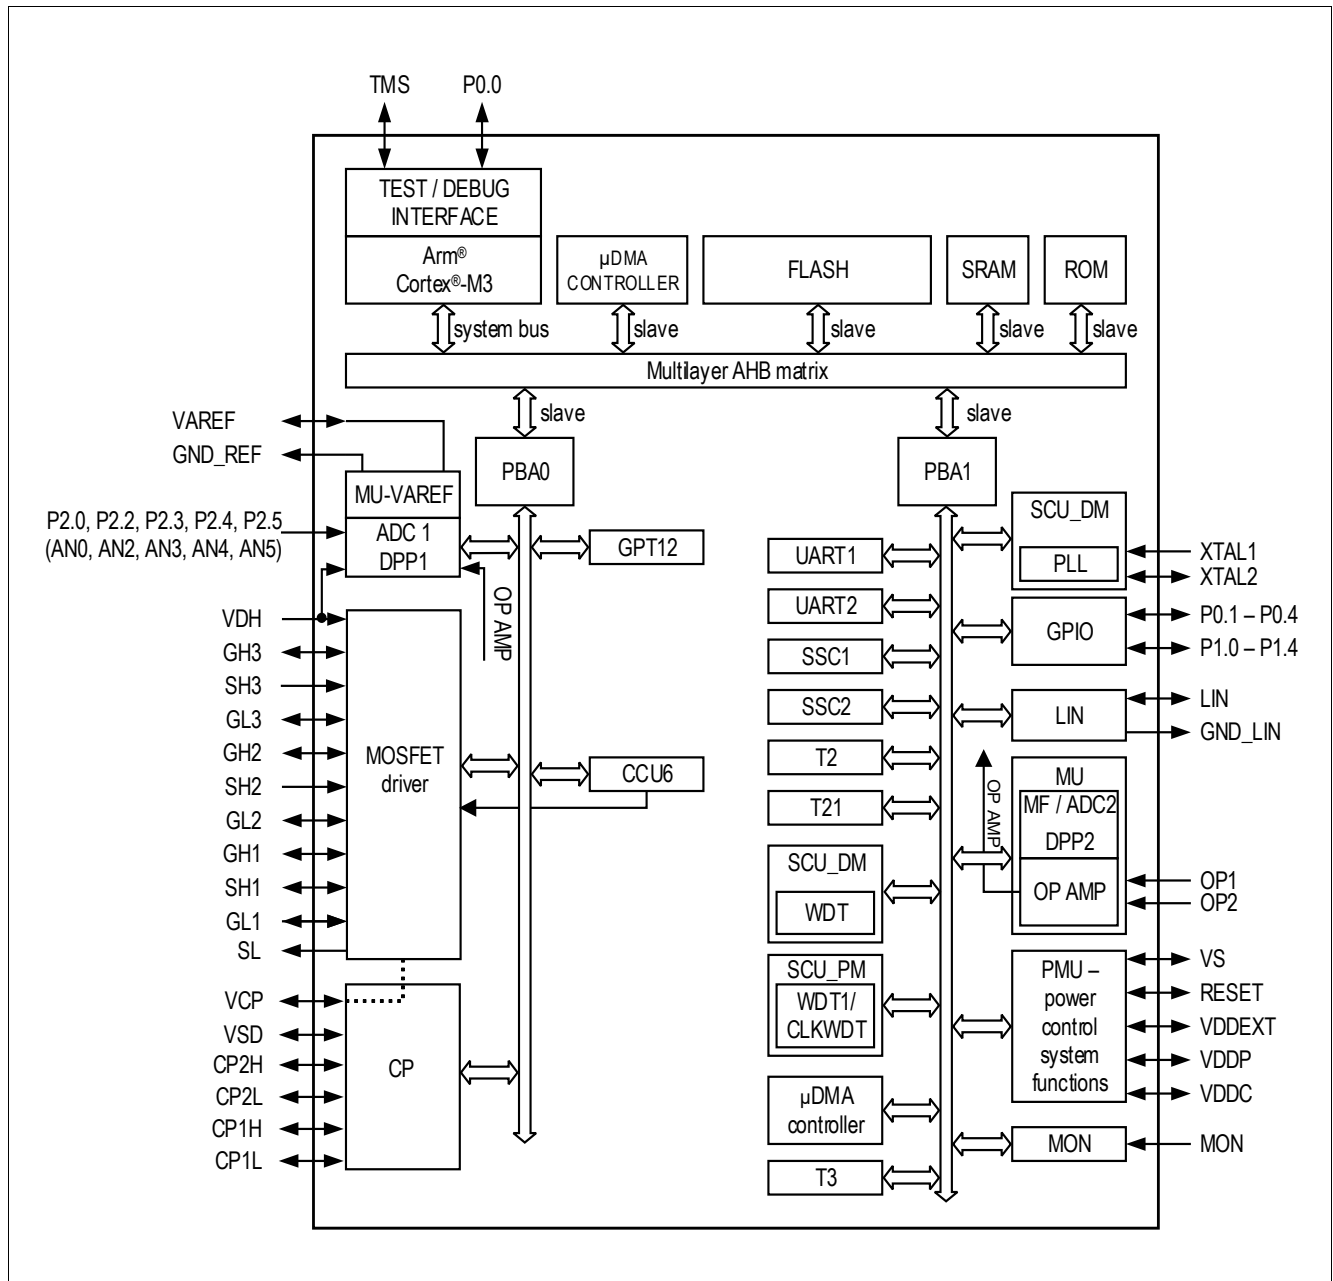 TMS
P0.0
TEST / DEBUG
INTERFACE
Arm®
Cortex®-M3
µDMA
CONTROLLER
FLASH
SRAM
ROM
system bus
slave
slave
slave
slave
Multilayer AHB matrix
slave
slave
VAREF
GND_REF
PBA0
PBA1
MU-VAREF
P2.0, P2.2, P2.3, P2.4, P2.5
(AN0, AN2, AN3, AN4, AN5)
ADC 1
DPP1
GPT12
OP AMP
VDH
GH3
SH3
GL3
GH2
SH2
GL2
GH1
SH1
GL1
SL
MOSFET
driver
CCU6
VCP
VSD
CP2H
CP2L
CP1H
CP1L
CP
UART1
UART2
SSC1
SSC2
T2
T21
SCU_DM
WDT
SCU_PM
WDT1/
CLKWDT
µDMA
controller
T3
SCU_DM
PLL
XTAL1
XTAL2
GPIO
P0.1 – P0.4
P1.0 – P1.4
LIN
LIN
GND_LIN
OP AMP
MU
MF / ADC2
DPP2
OP AMP
OP1
OP2
PMU –
power
control
system
functions
VS
RESET
VDDEXT
VDDP
VDDC
MON
MON